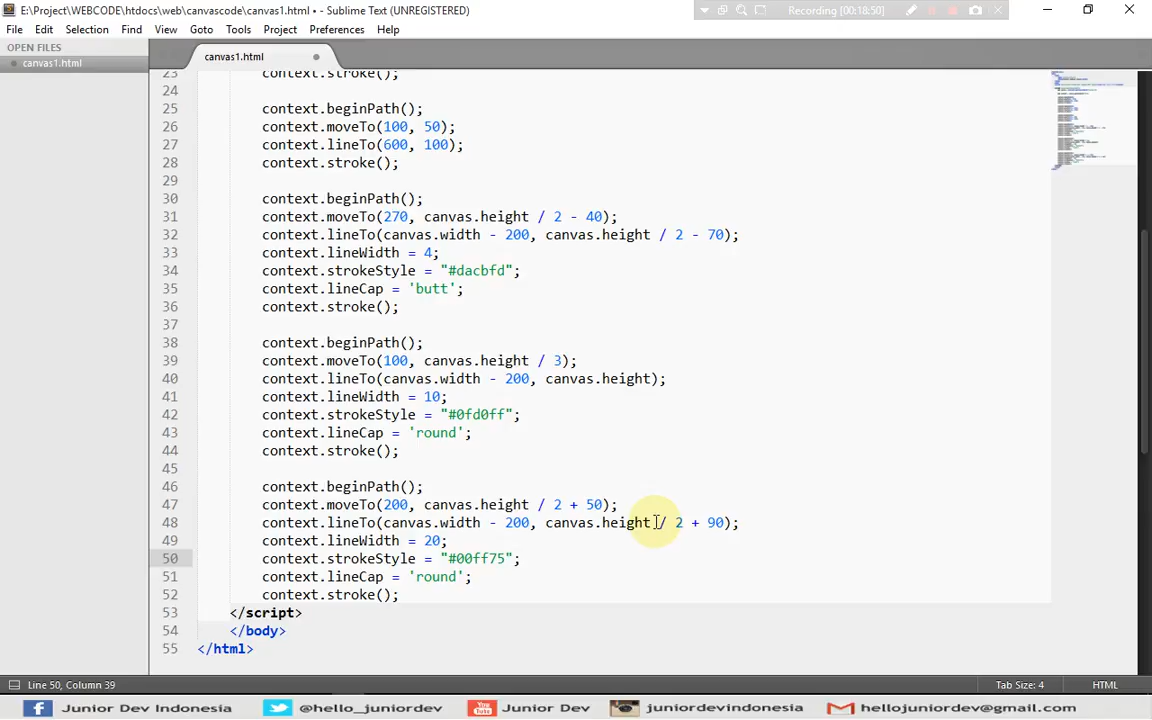 E:\Project\WEBCODE\htdocs\web\canvascode\canvas1.html • - Sublime Text (UNREGISTERED)
Recording [00:18:50]
File Edit Selection Find View Goto Tools Project Preferences Help
OPEN FILES
canvas1.html
canvas1.html
23 context.stroke();
24
25 context.beginPath();
26 context.moveTo(100, 50);
27 context.lineTo(600, 100);
28 context.stroke();
29
30 context.beginPath();
31 context.moveTo(270, canvas.height / 2 - 40);
32 context.lineTo(canvas.width - 200, canvas.height / 2 - 70);
33 context.lineWidth = 4;
34 context.strokeStyle = "#dacbfd";
35 context.lineCap = 'butt';
36 context.stroke();
37
38 context.beginPath();
39 context.moveTo(100, canvas.height / 3);
40 context.lineTo(canvas.width - 200, canvas.height);
41 context.lineWidth = 10;
42 context.strokeStyle = "#0fd0ff";
43 context.lineCap = 'round';
44 context.stroke();
45
46 context.beginPath();
47 context.moveTo(200, canvas.height / 2 + 50);
48 context.lineTo(canvas.width - 200, canvas.height / 2 + 90);
49 context.lineWidth = 20;
50 context.strokeStyle = "#00ff75";
51 context.lineCap = 'round';
52 context.stroke();
53 </script>
54 </body>
55 </html>
Line 50, Column 39
Tab Size: 4
HTML
Junior Dev Indonesia @hello_juniordev Junior Dev juniordevindonesia hellojuniordev@gmail.com